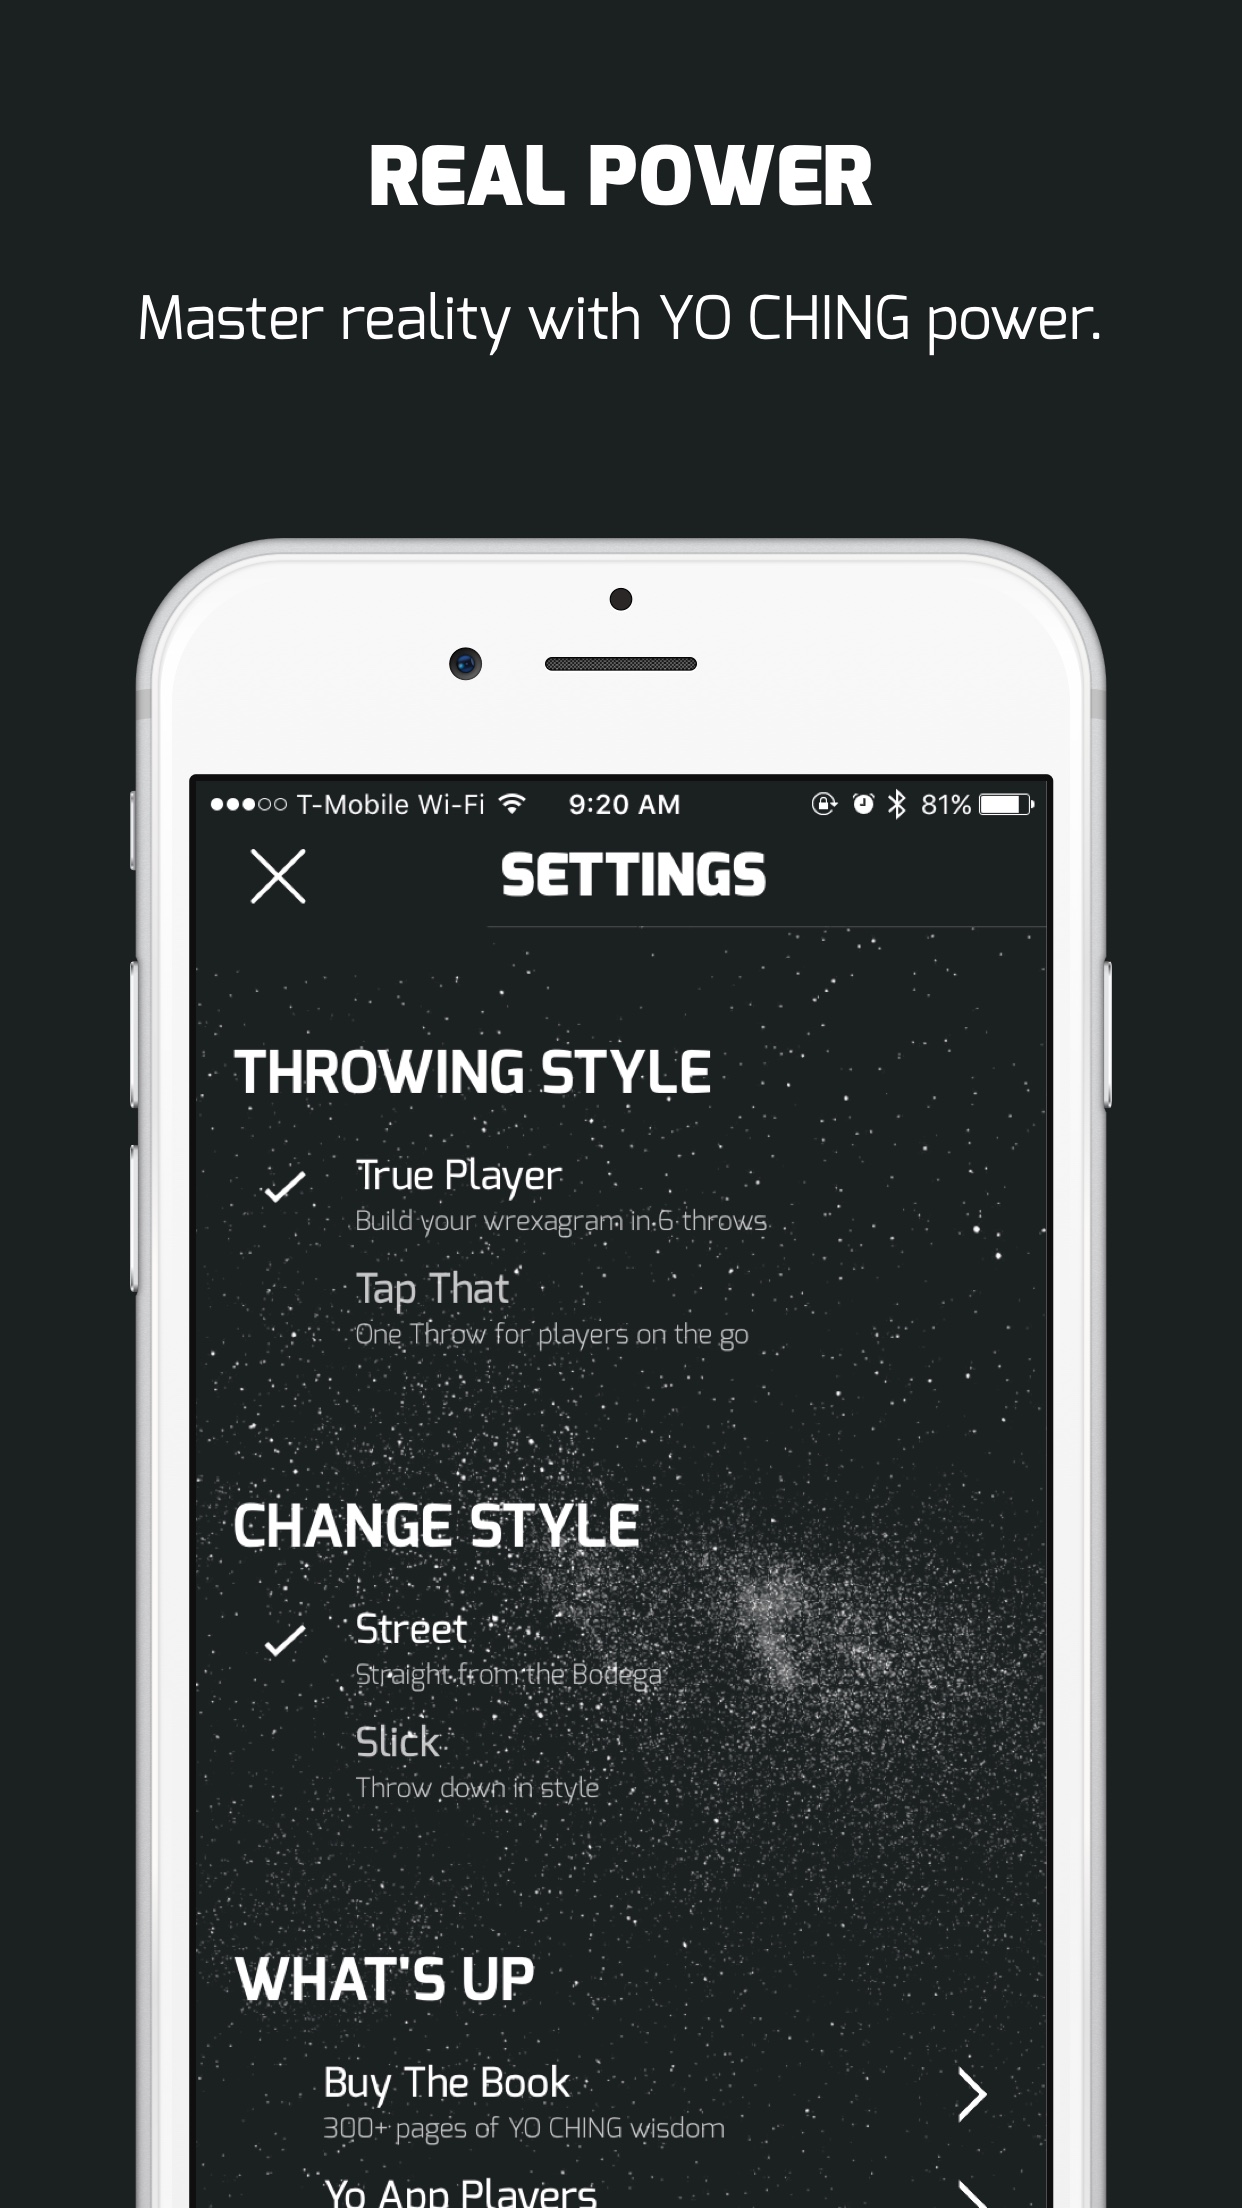 REAL POWER
Master reality with YO CHING power.
T-Mobile Wi-Fi 9:20 AM 81%
SETTINGS
THROWING STYLE
True Player
Build your wrexagram in 6 throws
Tap That
One Throw for players on the go
CHANGE STYLE
Street
Straight from the Bodega
Slick
Throw down in style
WHAT'S UP
Buy The Book
300+ pages of YO CHING wisdom
Yo App Players